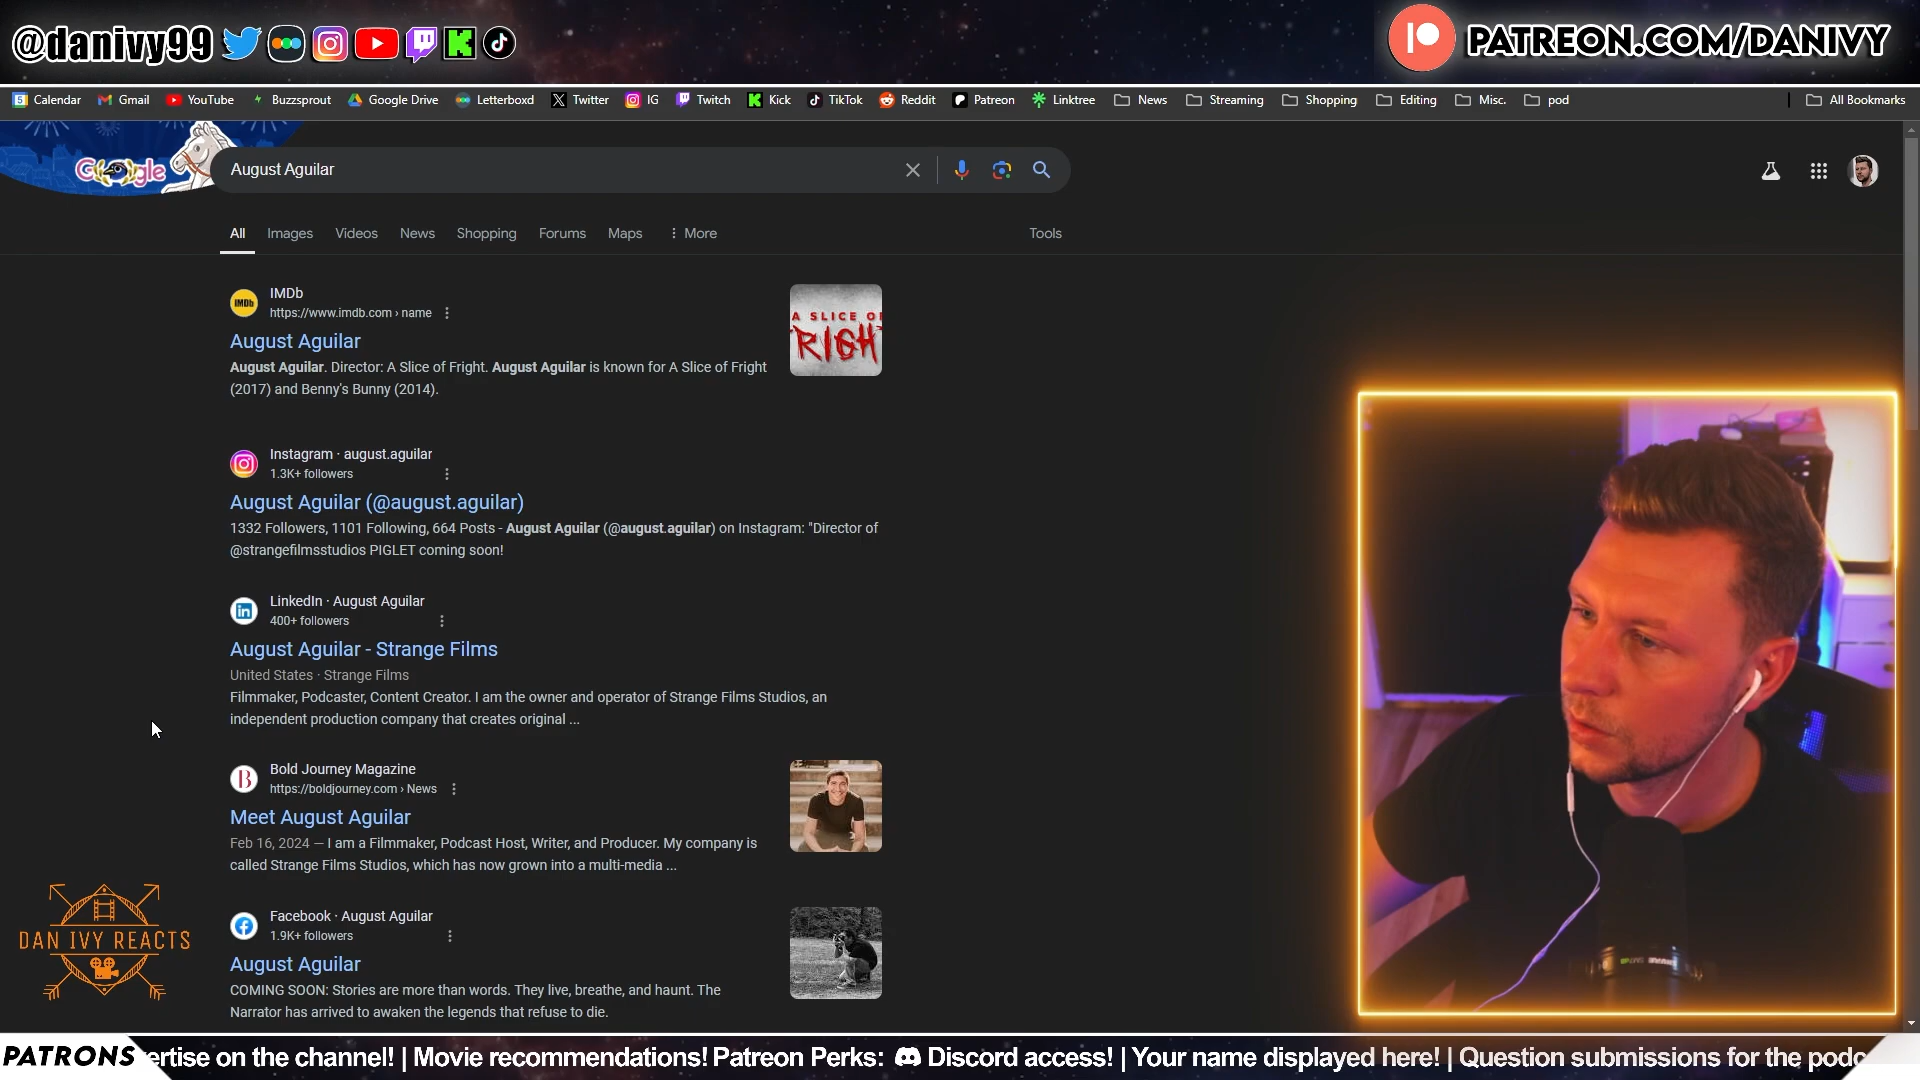 @danivy99
PATREON.COM/DANIVY
Calendar Gmail YouTube Buzzsprout Google Drive Letterboxd Twitter IG Twitch Kick TikTok Reddit Patreon Linktree News Streaming Shopping Editing Misc. pod All Bookmarks
Google
August Aguilar
All Images Videos News Shopping Forums Maps More Tools
IMDb
https://www.imdb.com › name
August Aguilar
August Aguilar. Director: A Slice of Fright. August Aguilar is known for A Slice of Fright
(2017) and Benny's Bunny (2014).
A SLICE O
RIGH
Instagram · august.aguilar
1.3K+ followers
August Aguilar (@august.aguilar)
1332 Followers, 1101 Following, 664 Posts - August Aguilar (@august.aguilar) on Instagram: "Director of
@strangefilmsstudios PIGLET coming soon!
LinkedIn · August Aguilar
400+ followers
August Aguilar - Strange Films
United States · Strange Films
Filmmaker, Podcaster, Content Creator. I am the owner and operator of Strange Films Studios, an
independent production company that creates original ...
Bold Journey Magazine
https://boldjourney.com › News
Meet August Aguilar
Feb 16, 2024 — I am a Filmmaker, Podcast Host, Writer, and Producer. My company is
called Strange Films Studios, which has now grown into a multi-media ...
Facebook · August Aguilar
1.9K+ followers
August Aguilar
COMING SOON: Stories are more than words. They live, breathe, and haunt. The
Narrator has arrived to awaken the legends that refuse to die.
DAN IVY REACTS
PATRONS ertise on the channel! | Movie recommendations! Patreon Perks: Discord access! | Your name displayed here! | Question submissions for the podc